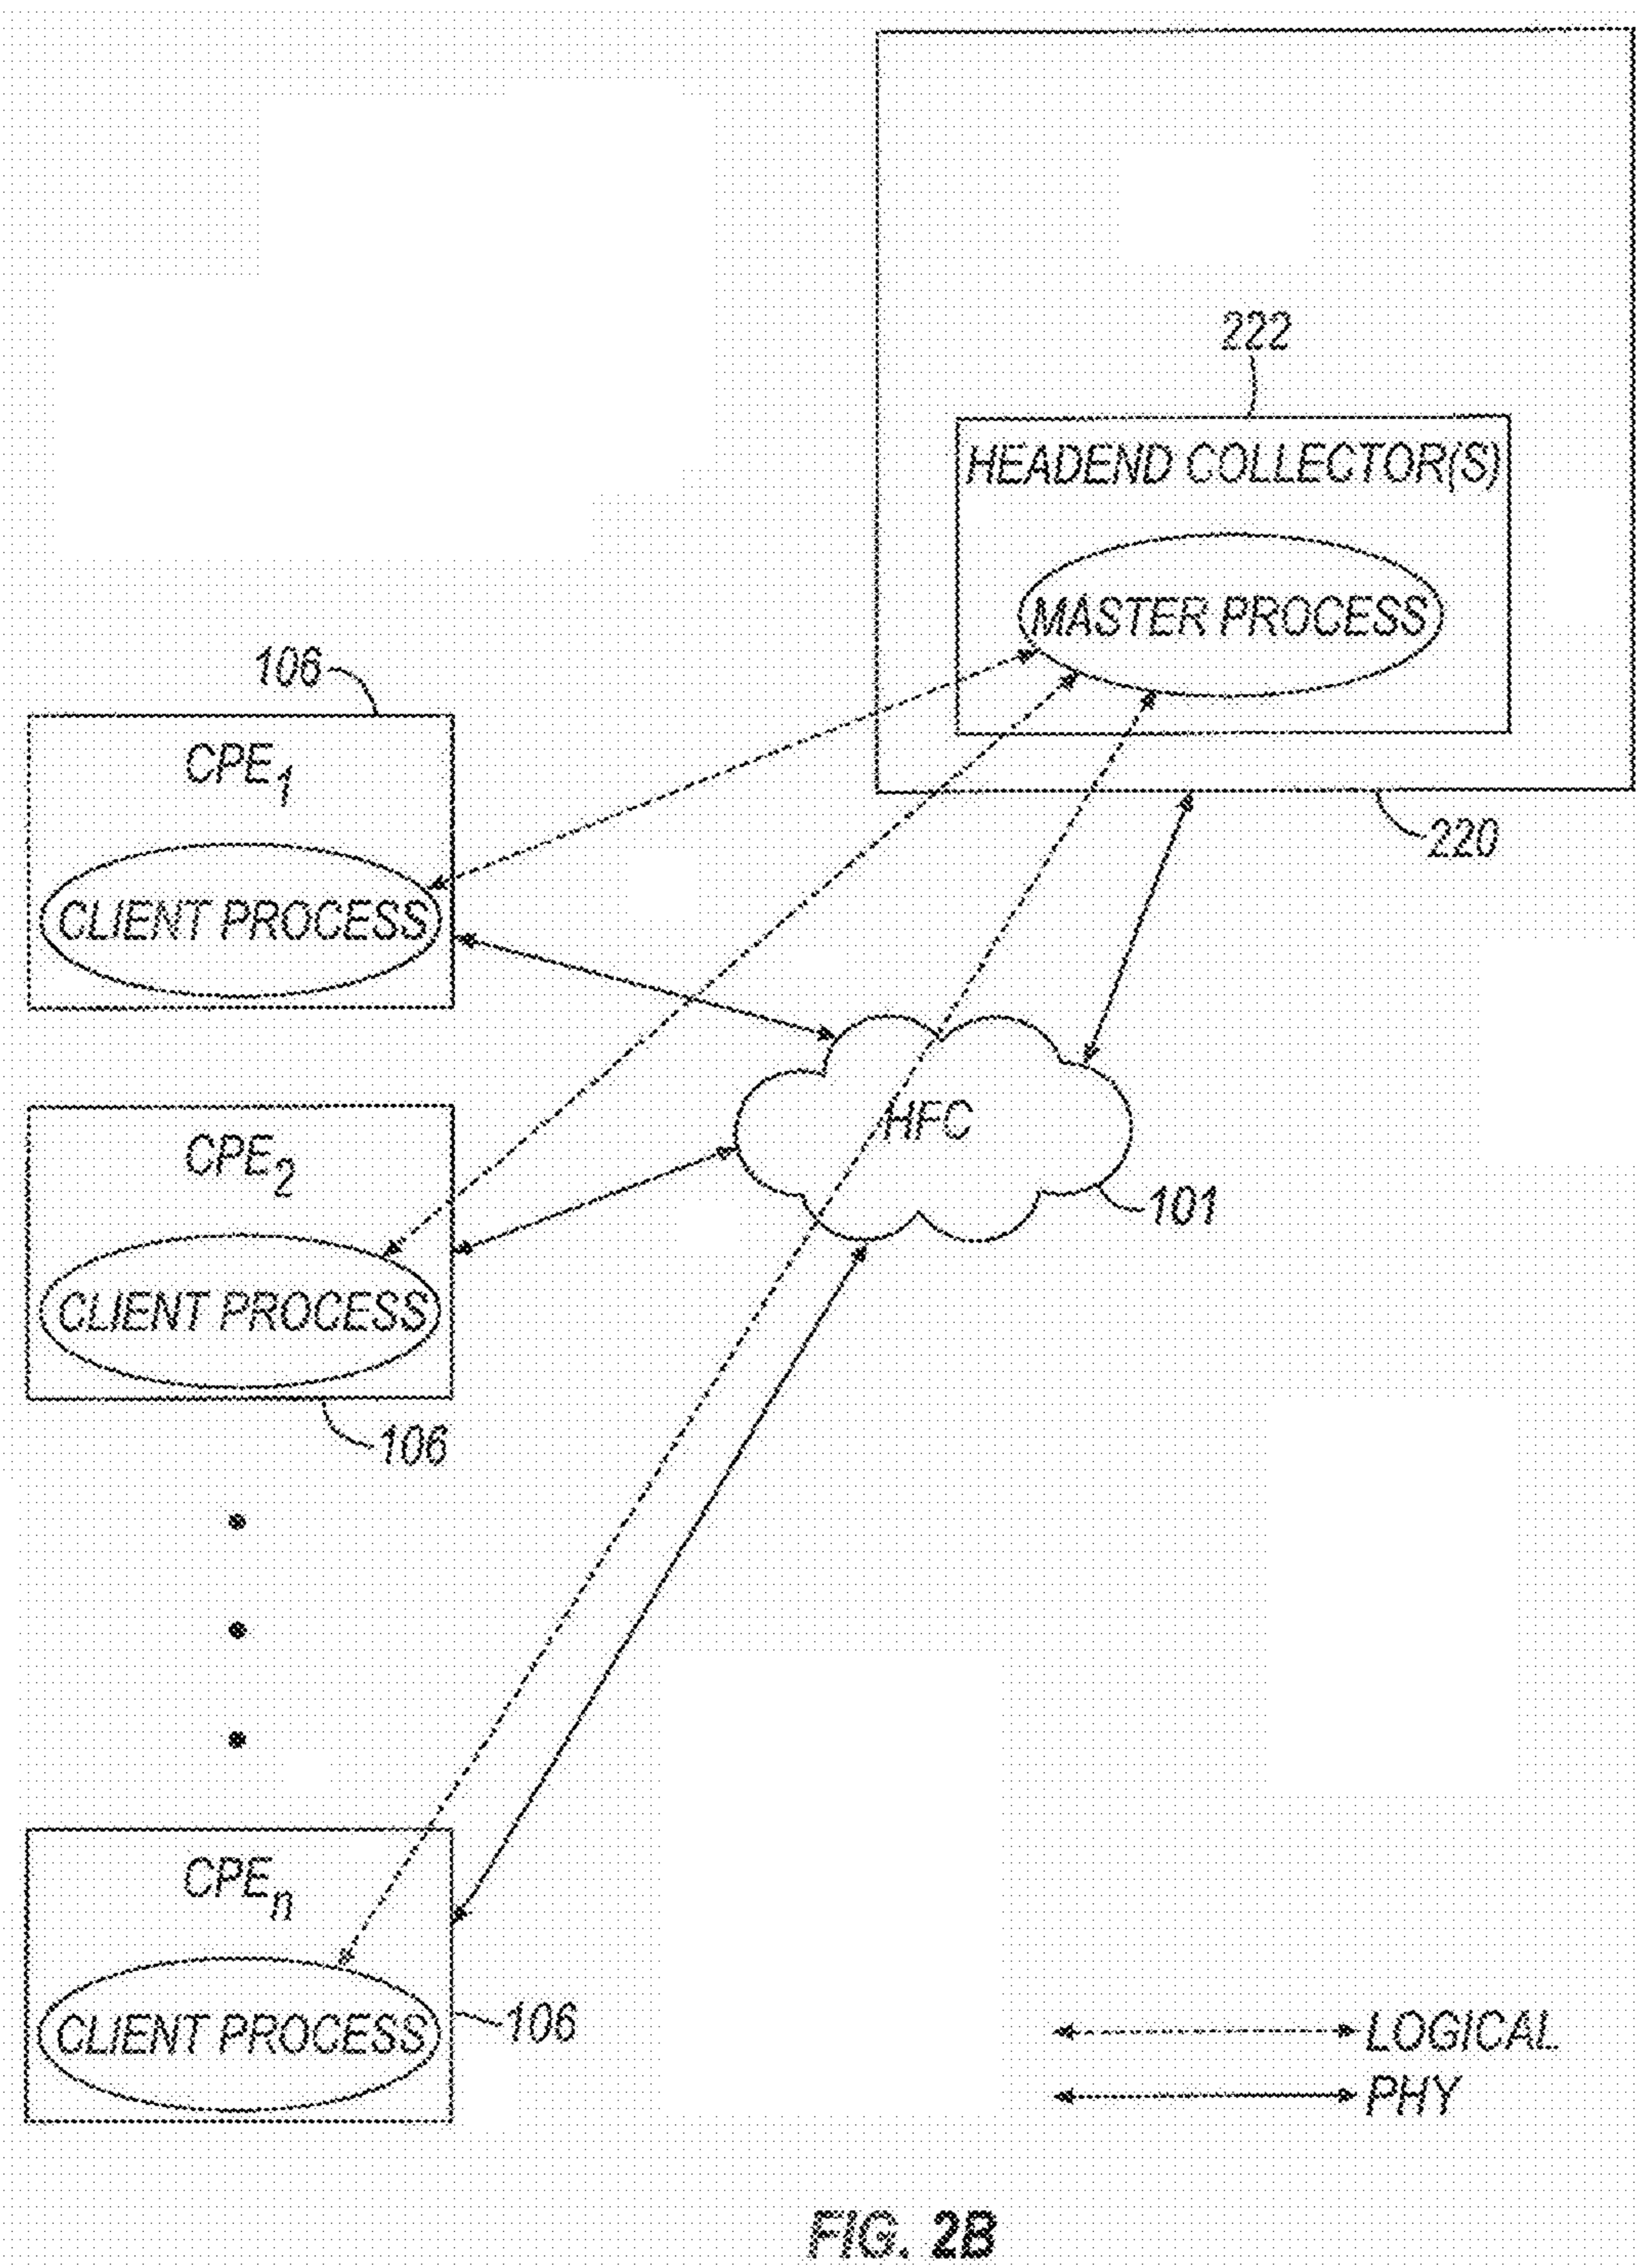 222
HEADEND COLLECTOR(S)
MASTER PROCESS
106
CPE1
220
CLIENT PROCESS
HFC
CPE2
101
CLIENT PROCESS
106
CPEn
106
CLIENT PROCESS
LOGICAL
PHY
FIG. 2B